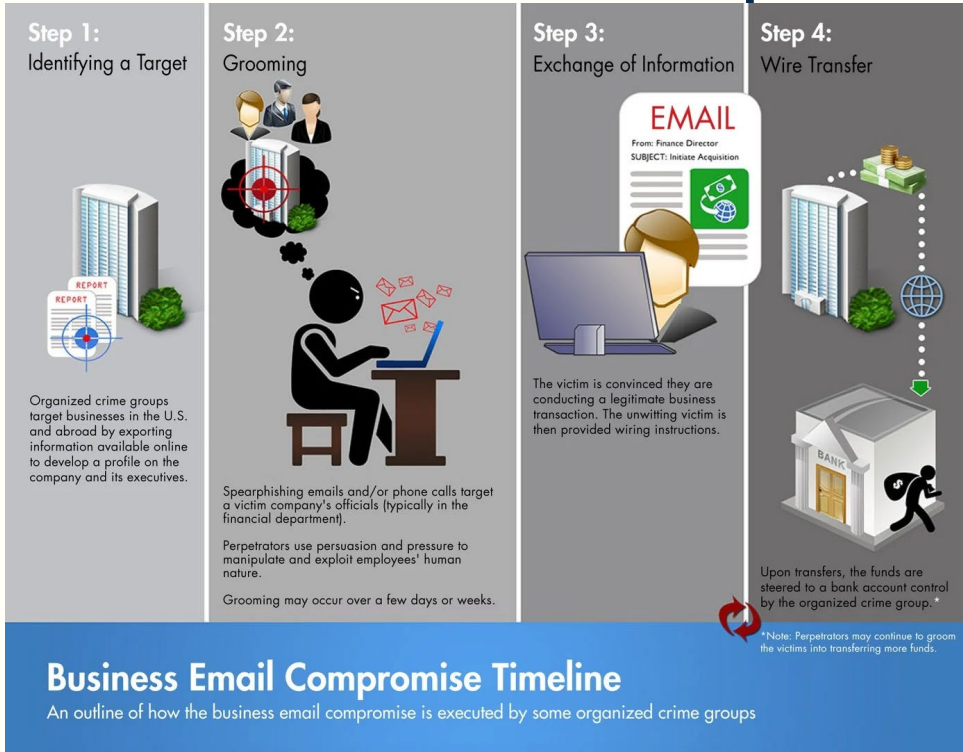 Step 1:
Identifying a Target
REPORT
REPORT
Organized crime groups
target businesses in the U.S.
and abroad by exporting
information available online
to develop a profile on the
company and its executives.
Step 2:
Grooming
Spearphishing emails and/or phone calls target
a victim company's officials (typically in the
financial department).
Perpetrators use persuasion and pressure to
manipulate and exploit employees' human
nature.
Grooming may occur over a few days or weeks.
Step 3:
Exchange of Information
EMAIL
From: Finance Director
SUBJECT: Initiate Acquisition
$
The victim is convinced they are
conducting a legitimate business
transaction. The unwitting victim is
then provided wiring instructions.
Step 4:
Wire Transfer
BANK
$
Upon transfers, the funds are
steered to a bank account control
by the organized crime group.*
*Note: Perpetrators may continue to groom
the victims into transferring more funds.
Business Email Compromise Timeline
An outline of how the business email compromise is executed by some organized crime groups